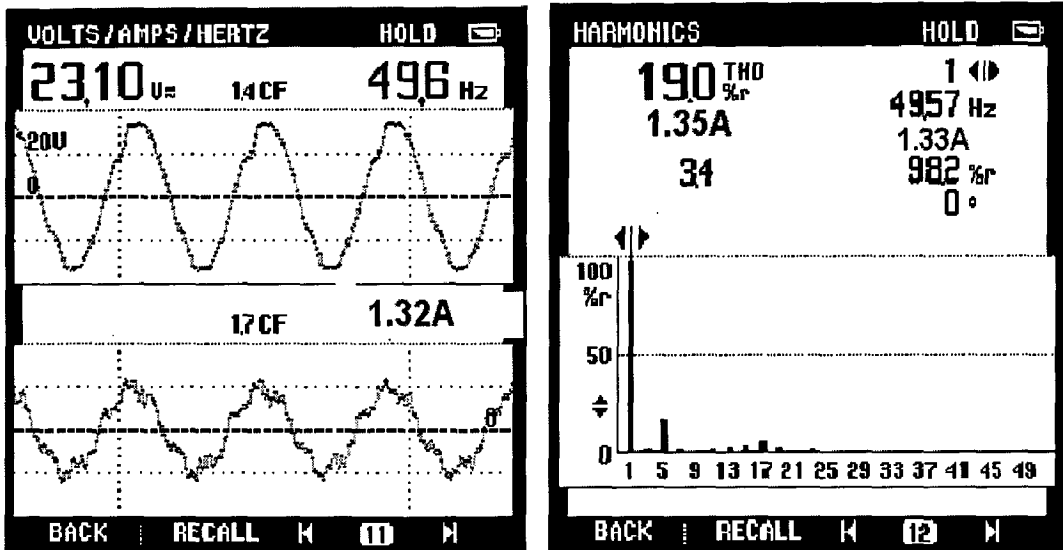 VOLTS/AMPS/HERTZ HOLD
23,10 V≂ 1,4 CF 49,6 Hz
20V
0
1,7 CF 1.32A
0
BACK RECALL 11
HARMONICS HOLD
19,0 THD %r 1
49,57 Hz
1.35A 1.33A
3,4 98,2 %r
0 °
100
%r
50
0
1 5 9 13 17 21 25 29 33 37 41 45 49
BACK RECALL 12